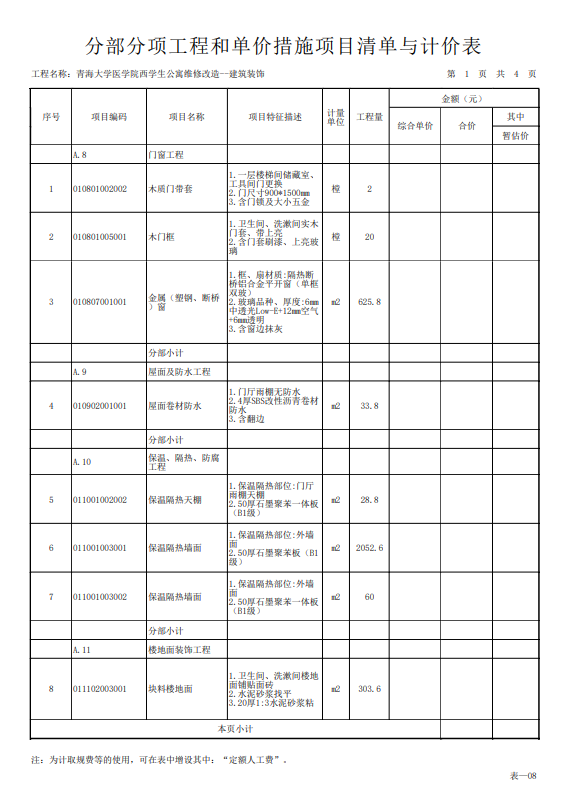 分部分项工程和单价措施项目清单与计价表
工程名称: 青海大学医学院西学生公寓维修改造--建筑装饰 第 1 页 共 4 页
序号 项目编码 项目名称 项目特征描述 计量单位 工程量 金额（元）
综合单价 合价 其中
暂估价
A.8 门窗工程
1 010801002002 木质门带套 1.一层楼梯间储藏室、
工具间门更换
2.门尺寸900*1500mm
3.含门锁及大小五金 樘 2
2 010801005001 木门框 1.卫生间、洗漱间实木
门套、带上亮
2.含门套刷漆、上亮玻
璃 樘 20
3 010807001001 金属（塑钢、断桥
）窗 1.框、扇材质:隔热断
桥铝合金平开窗（单框
双玻）
2.玻璃品种、厚度:6mm
中透光Low-E+12mm空气
+6mm透明
3.含窗边抹灰 m2 625.8
分部小计
A.9 屋面及防水工程
4 010902001001 屋面卷材防水 1.门厅雨棚无防水
2.4厚SBS改性沥青卷材
防水
3.含翻边 m2 33.8
分部小计
A.10 保温、隔热、防腐
工程
5 011001002002 保温隔热天棚 1.保温隔热部位:门厅
雨棚天棚
2.50厚石墨聚苯一体板
（B1级） m2 28.8
6 011001003001 保温隔热墙面 1.保温隔热部位:外墙
面
2.50厚石墨聚苯板（B1
级） m2 2052.6
7 011001003002 保温隔热墙面 1.保温隔热部位:外墙
面
2.50厚石墨聚苯一体板
（B1级） m2 60
分部小计
A.11 楼地面装饰工程
8 011102003001 块料楼地面 1.卫生间、洗漱间楼地
面铺贴面砖
2.水泥砂浆找平
3.20厚1:3水泥砂浆粘 m2 303.6
本页小计
注: 为计取规费等的使用, 可在表中增设其中: “定额人工费”。
表—08